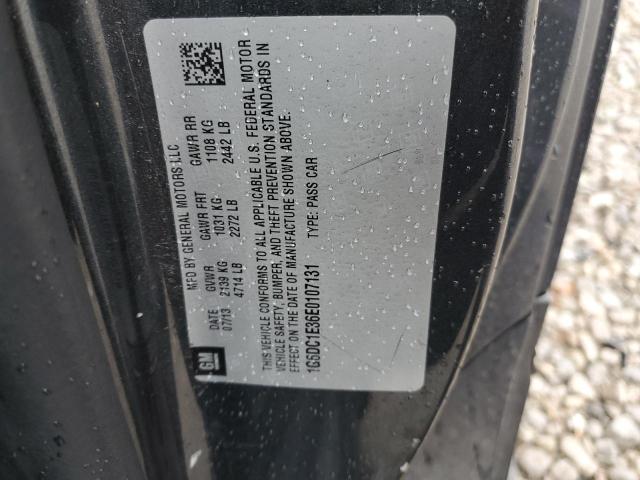 GM
MFD BY GENERAL MOTORS LLC
DATE GVWR GAWR FRT GAWR RR
07/13 2139 KG 1031 KG 1108 KG
4714 LB 2272 LB 2442 LB
THIS VEHICLE CONFORMS TO ALL APPLICABLE U.S. FEDERAL MOTOR
VEHICLE SAFETY, BUMPER, AND THEFT PREVENTION STANDARDS IN
EFFECT ON THE DATE OF MANUFACTURE SHOWN ABOVE.
1G6DC1E36E0107131 TYPE: PASS CAR